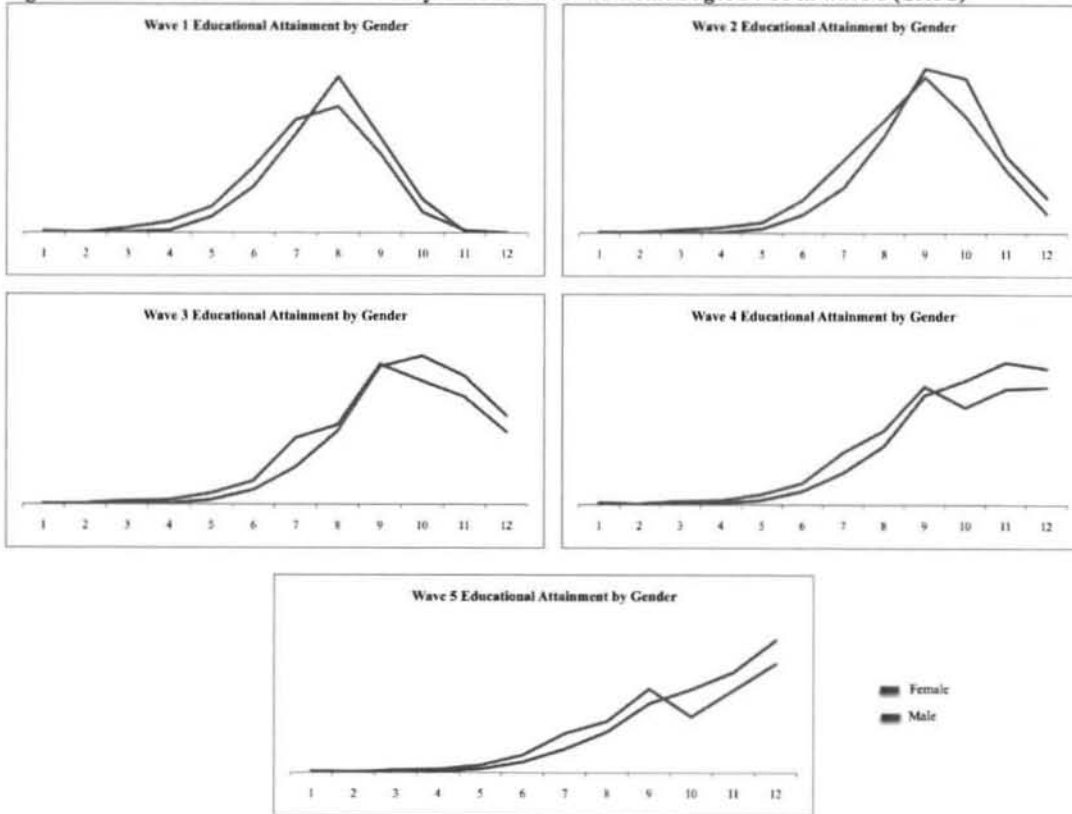 Wave 1 Educational Attainment by Gender
1 2 3 4 5 6 7 8 9 10 11 12
Wave 2 Educational Attainment by Gender
1 2 3 4 5 6 7 8 9 10 11 12
Wave 3 Educational Attainment by Gender
1 2 3 4 5 6 7 8 9 10 11 12
Wave 4 Educational Attainment by Gender
1 2 3 4 5 6 7 8 9 10 11 12
Wave 5 Educational Attainment by Gender
1 2 3 4 5 6 7 8 9 10 11 12
Female
Male